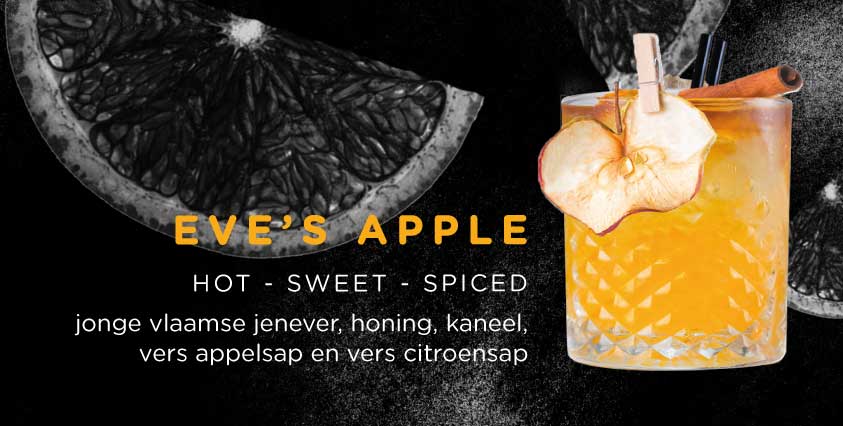 EVE'S APPLE
HOT - SWEET - SPICED
jonge vlaamse jenever, honing, kaneel,
vers appelsap en vers citroensap